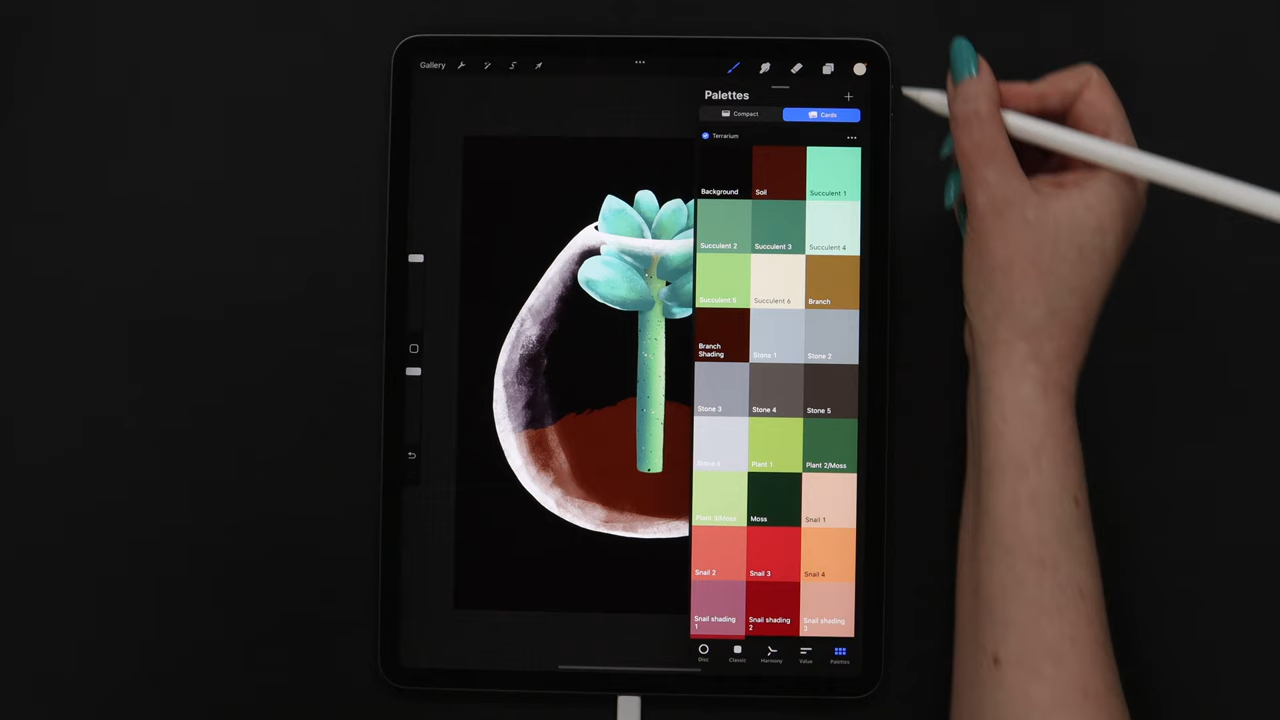 Gallery
Palettes
Compact
Cards
Terrarium
Background
Soil
Succulent 1
Succulent 2
Succulent 3
Succulent 4
Succulent 5
Succulent 6
Branch
Branch
Shading
Stone 1
Stone 2
Stone 3
Stone 4
Stone 5
Plant 1
Plant 2/Moss
Plant 3/Moss
Moss
Snail 1
Snail 2
Snail 3
Snail 4
Snail shading
1
Snail shading
2
Snail shading
3
Disc
Classic
Harmony
Value
Palettes